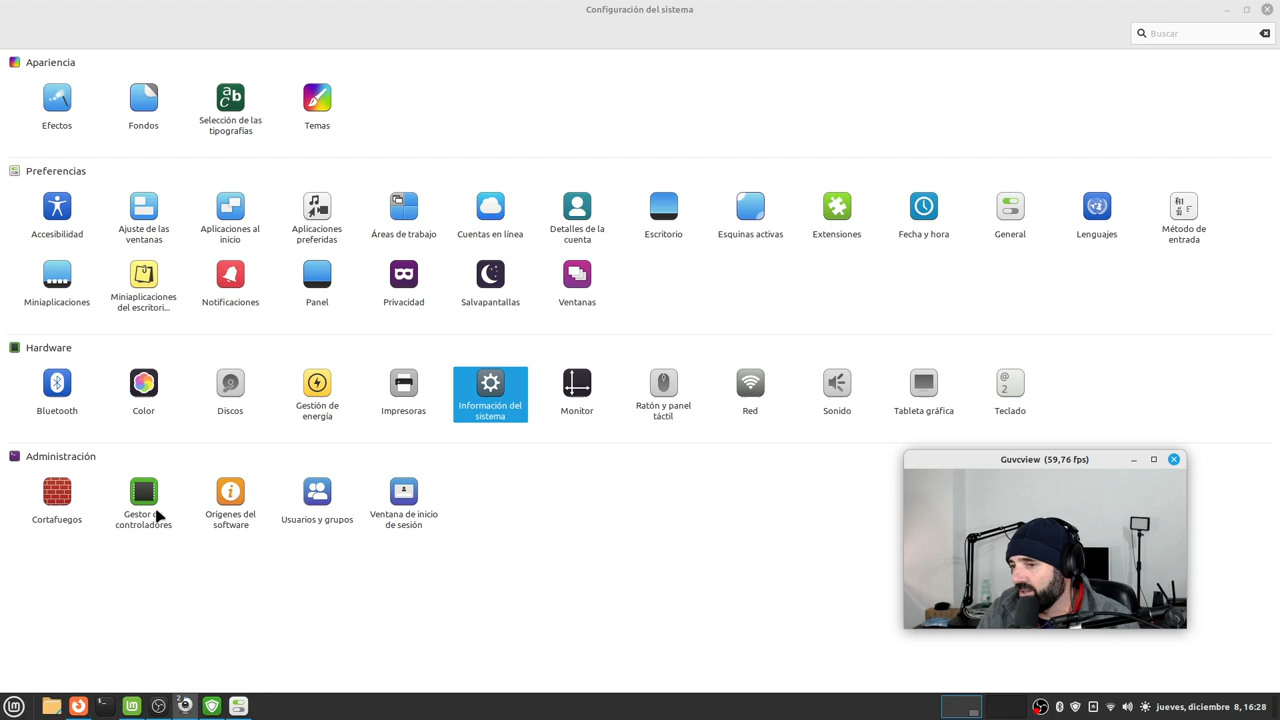 Configuración del sistema
Buscar
Apariencia
Efectos
Fondos
Selección de las
tipografías
Temas
Preferencias
Accesibilidad
Ajuste de las
ventanas
Aplicaciones al
inicio
Aplicaciones
preferidas
Áreas de trabajo
Cuentas en línea
Detalles de la
cuenta
Escritorio
Esquinas activas
Extensiones
Fecha y hora
General
Lenguajes
Método de
entrada
Miniaplicaciones
Miniaplicaciones
del escritori...
Notificaciones
Panel
Privacidad
Salvapantallas
Ventanas
Hardware
Bluetooth
Color
Discos
Gestión de
energía
Impresoras
Información del
sistema
Monitor
Ratón y panel
táctil
Red
Sonido
Tableta gráfica
Teclado
Administración
Cortafuegos
Gestor
controladores
Orígenes del
software
Usuarios y grupos
Ventana de inicio
de sesión
Guvcview (59,76 fps)
jueves, diciembre 8, 16:28